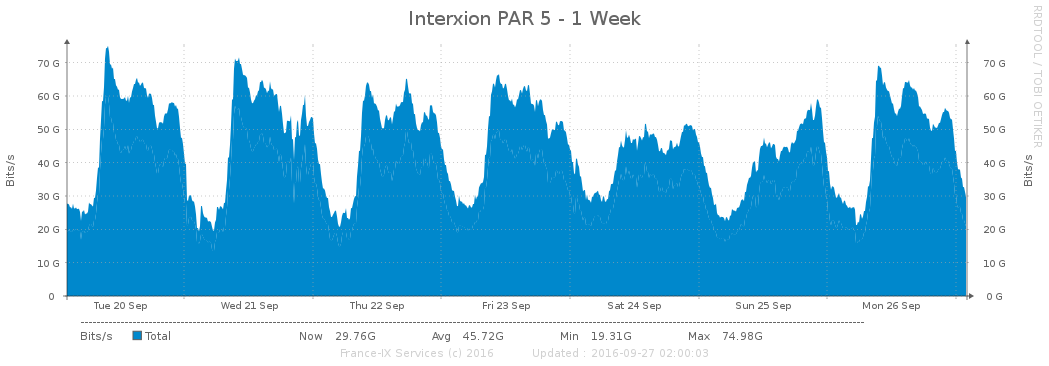 Interxion PAR 5 - 1 Week
RRDTOOL / TOBI OETIKER
Bits/s
70 G
60 G
50 G
40 G
30 G
20 G
10 G
0
70 G
60 G
50 G
40 G
30 G
20 G
10 G
0 G
Bits/s
Tue 20 Sep Wed 21 Sep Thu 22 Sep Fri 23 Sep Sat 24 Sep Sun 25 Sep Mon 26 Sep
Bits/s Total Now 29.76G Avg 45.72G Min 19.31G Max 74.98G
France-IX Services (c) 2016 Updated : 2016-09-27 02:00:03